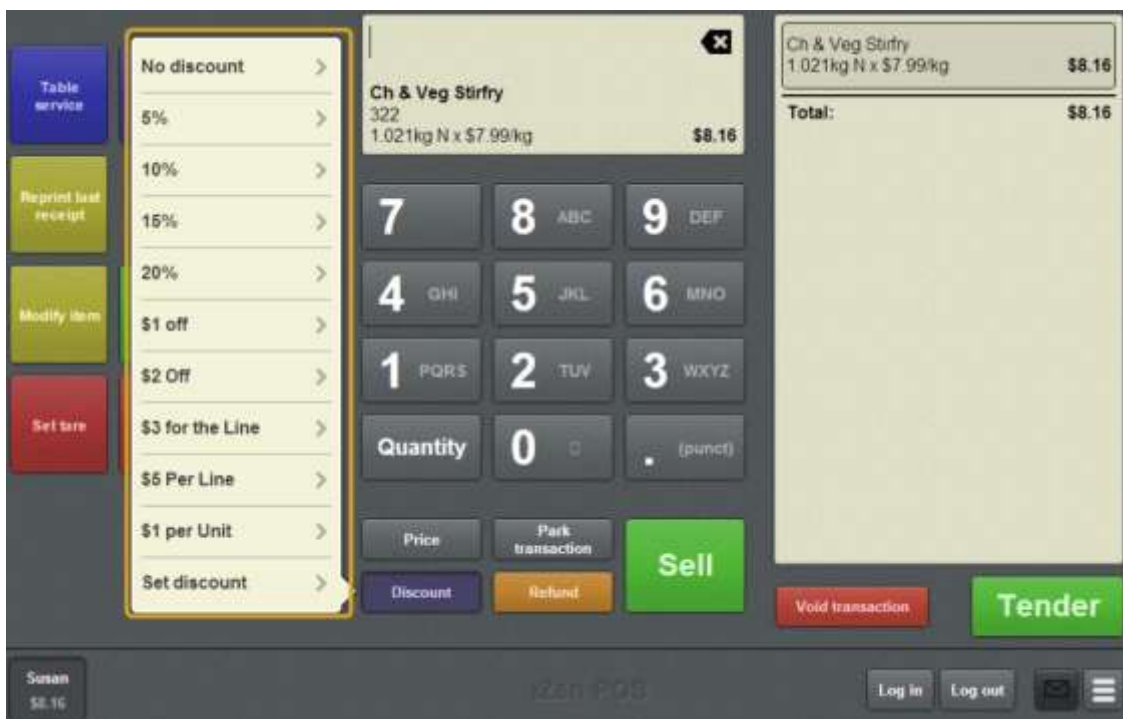 Table
service
Reprint last
receipt
Modify item
Set tare
No discount
5%
10%
15%
20%
$1 off
$2 Off
$3 for the Line
$5 Per Line
$1 per Unit
Set discount
Ch & Veg Stirfry
322
1.021kg N x $7.99/kg $8.16
7
8 ABC
9 DEF
4 GHI
5 JKL
6 MNO
1 PQRS
2 TUV
3 WXYZ
Quantity
0
. (punct)
Price
Park
transaction
Discount
Refund
Sell
Ch & Veg Stirfry
1.021kg N x $7.99/kg $8.16
Total: $8.16
Void transaction
Tender
Susan
$8.16
POS
Log in
Log out